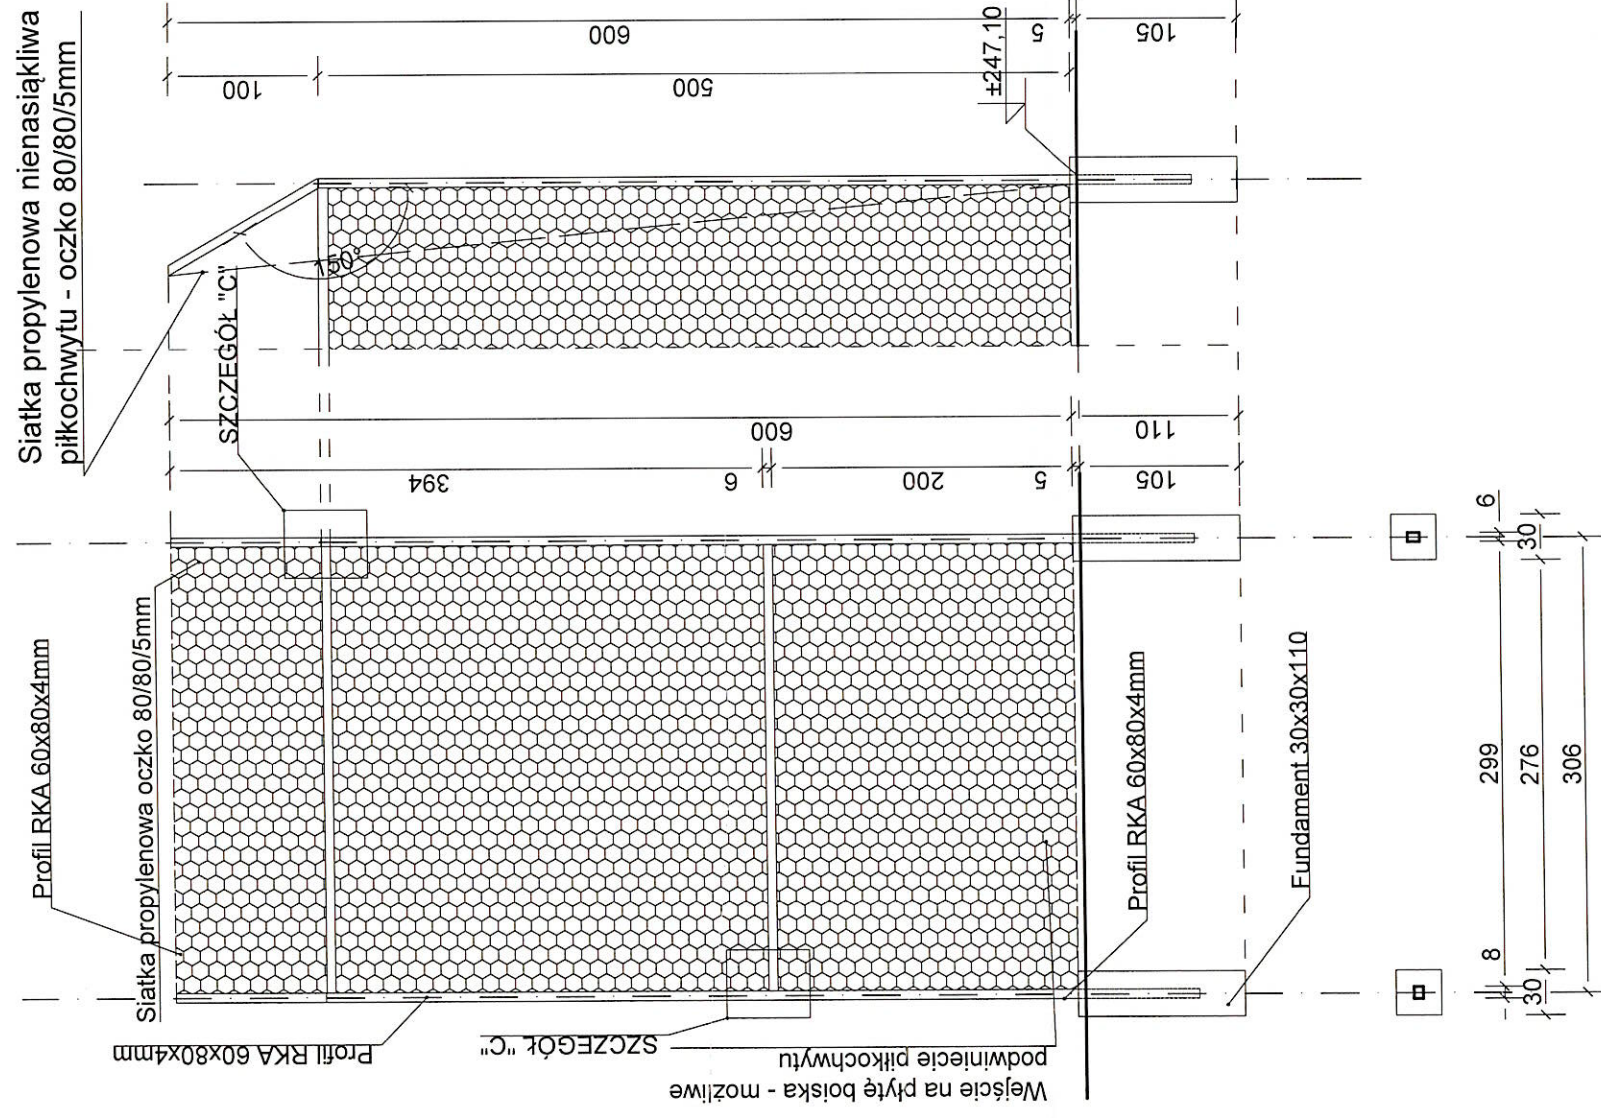 Siatka propylenowa nienasiąkliwa
piłkochwytu - oczko 80/80/5mm
600
5
105
100
500
±247,10
150°
SZCZEGÓŁ "C"
600
110
394
6
200
5
105
Profil RKA 60x80x4mm
Siatka propylenowa oczko 80/80/5mm
Profil RKA 60x80x4mm
SZCZEGÓŁ "C"
Wejście na płytę boiska - możliwe
podwiniecie piłkochwytu
Profil RKA 60x80x4mm
Fundament 30x30x110
6
30
299
276
306
8
30